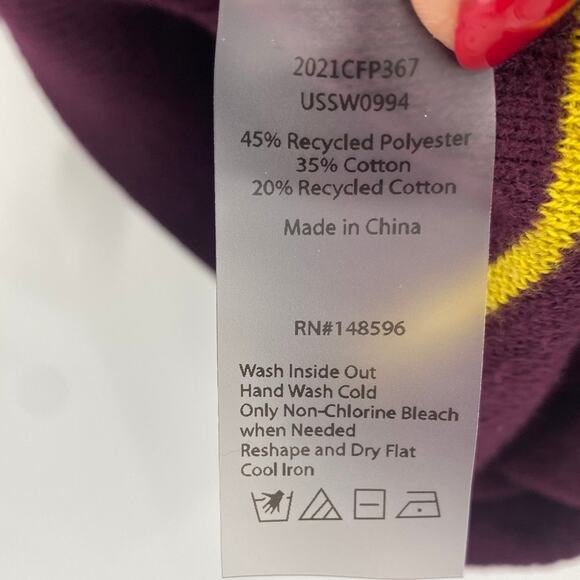 2021CFP367
USSW0994
45% Recycled Polyester
35% Cotton
20% Recycled Cotton
Made in China
RN#148596
Wash Inside Out
Hand Wash Cold
Only Non-Chlorine Bleach
when Needed
Reshape and Dry Flat
Cool Iron